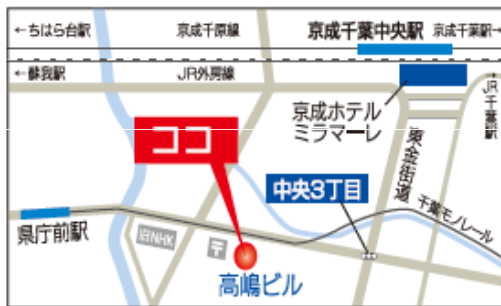 ←ちはら台駅
京成千原線
京成千葉中央駅
京成千葉駅→
←蘇我駅
JR外房線
JR千葉駅
京成ホテル
ミラマーレ
ココ
東金街道
中央3丁目
千葉モノレール
県庁前駅
旧NHK
〒
高嶋ビル